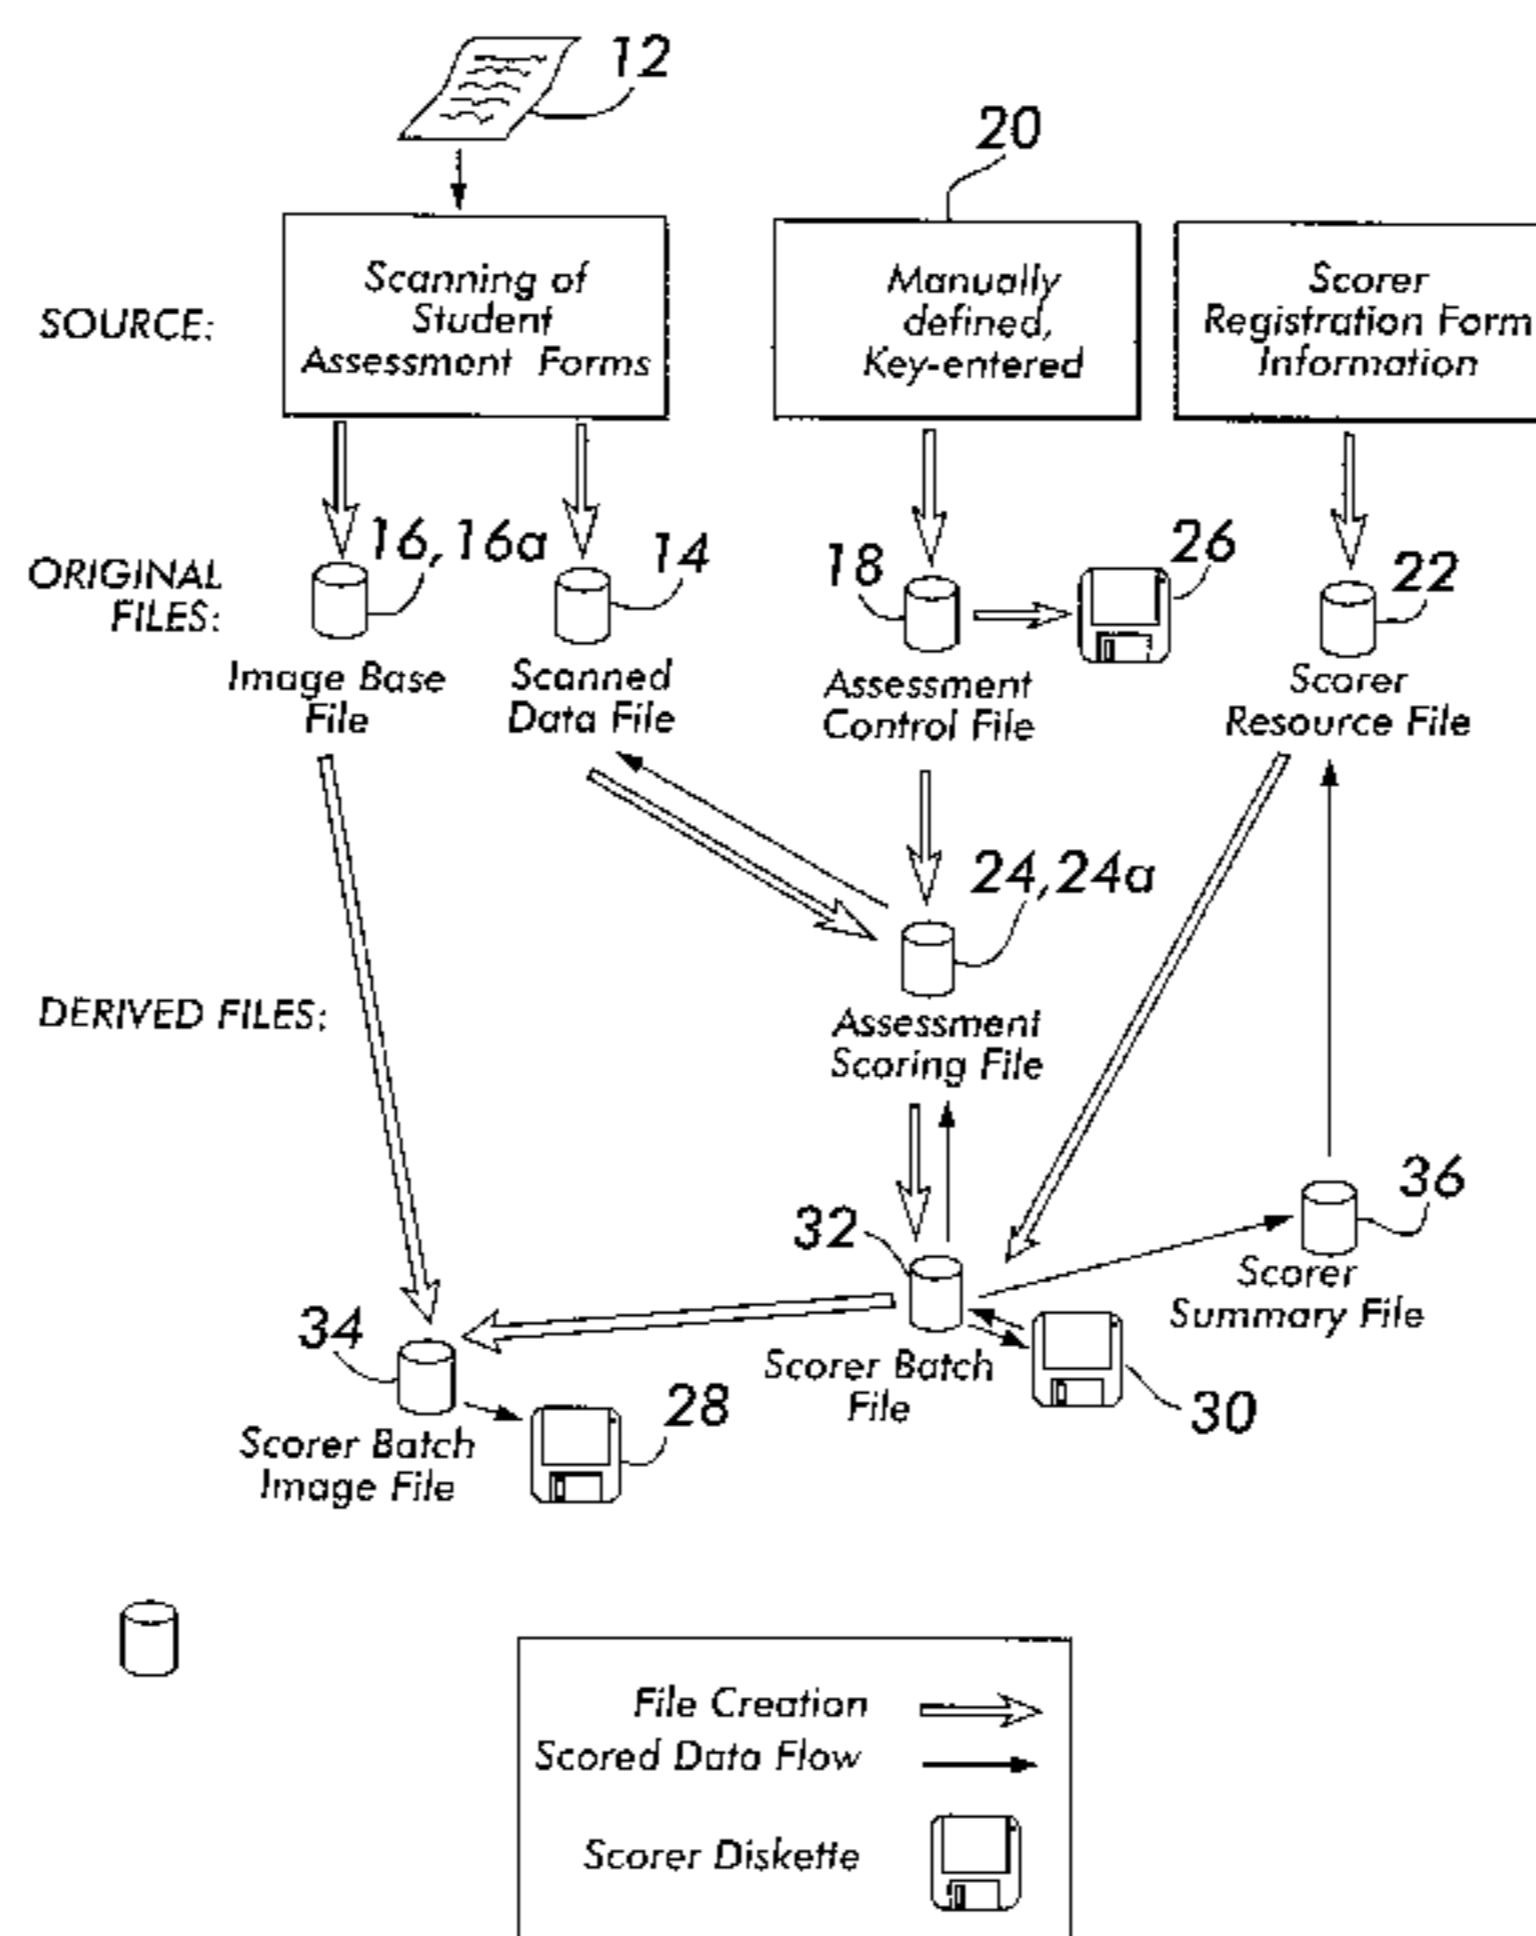 12
20
SOURCE:
Scanning of
Student
Assessment Forms
Manually
defined,
Key-entered
Scorer
Registration Form
Information
ORIGINAL
FILES:
16, 16a
14
18
26
22
Image Base
File
Scanned
Data File
Assessment
Control File
Scorer
Resource File
24, 24a
DERIVED FILES:
Assessment
Scoring File
36
32
Scorer
Summary File
34
Scorer Batch
File
30
28
Scorer Batch
Image File
File Creation
Scored Data Flow
Scorer Diskette